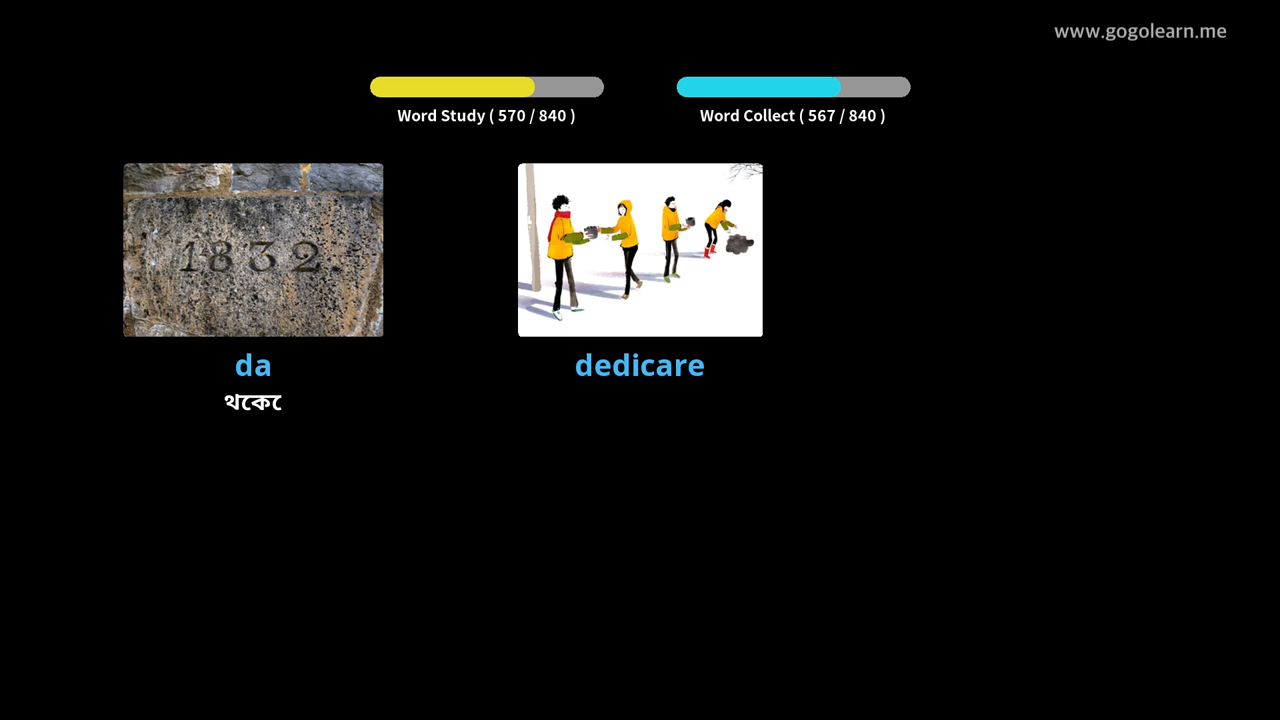 www.gogolearn.me
Word Study ( 570 / 840 )
Word Collect ( 567 / 840 )
1832.
da
dedicare
থেকে